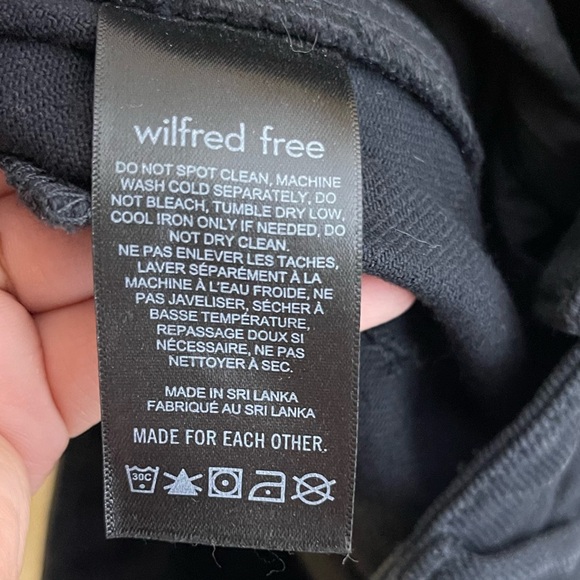 wilfred free
DO NOT SPOT CLEAN, MACHINE
WASH COLD SEPARATELY, DO
NOT BLEACH, TUMBLE DRY LOW,
COOL IRON ONLY IF NEEDED, DO
NOT DRY CLEAN.
NE PAS ENLEVER LES TACHES,
LAVER SÉPARÉMENT À LA
MACHINE À L'EAU FROIDE, NE
PAS JAVELISER, SÉCHER À
BASSE TEMPÉRATURE,
REPASSAGE DOUX SI
NÉCESSAIRE, NE PAS
NETTOYER À SEC.
MADE IN SRI LANKA
FABRIQUÉ AU SRI LANKA
MADE FOR EACH OTHER.
30C